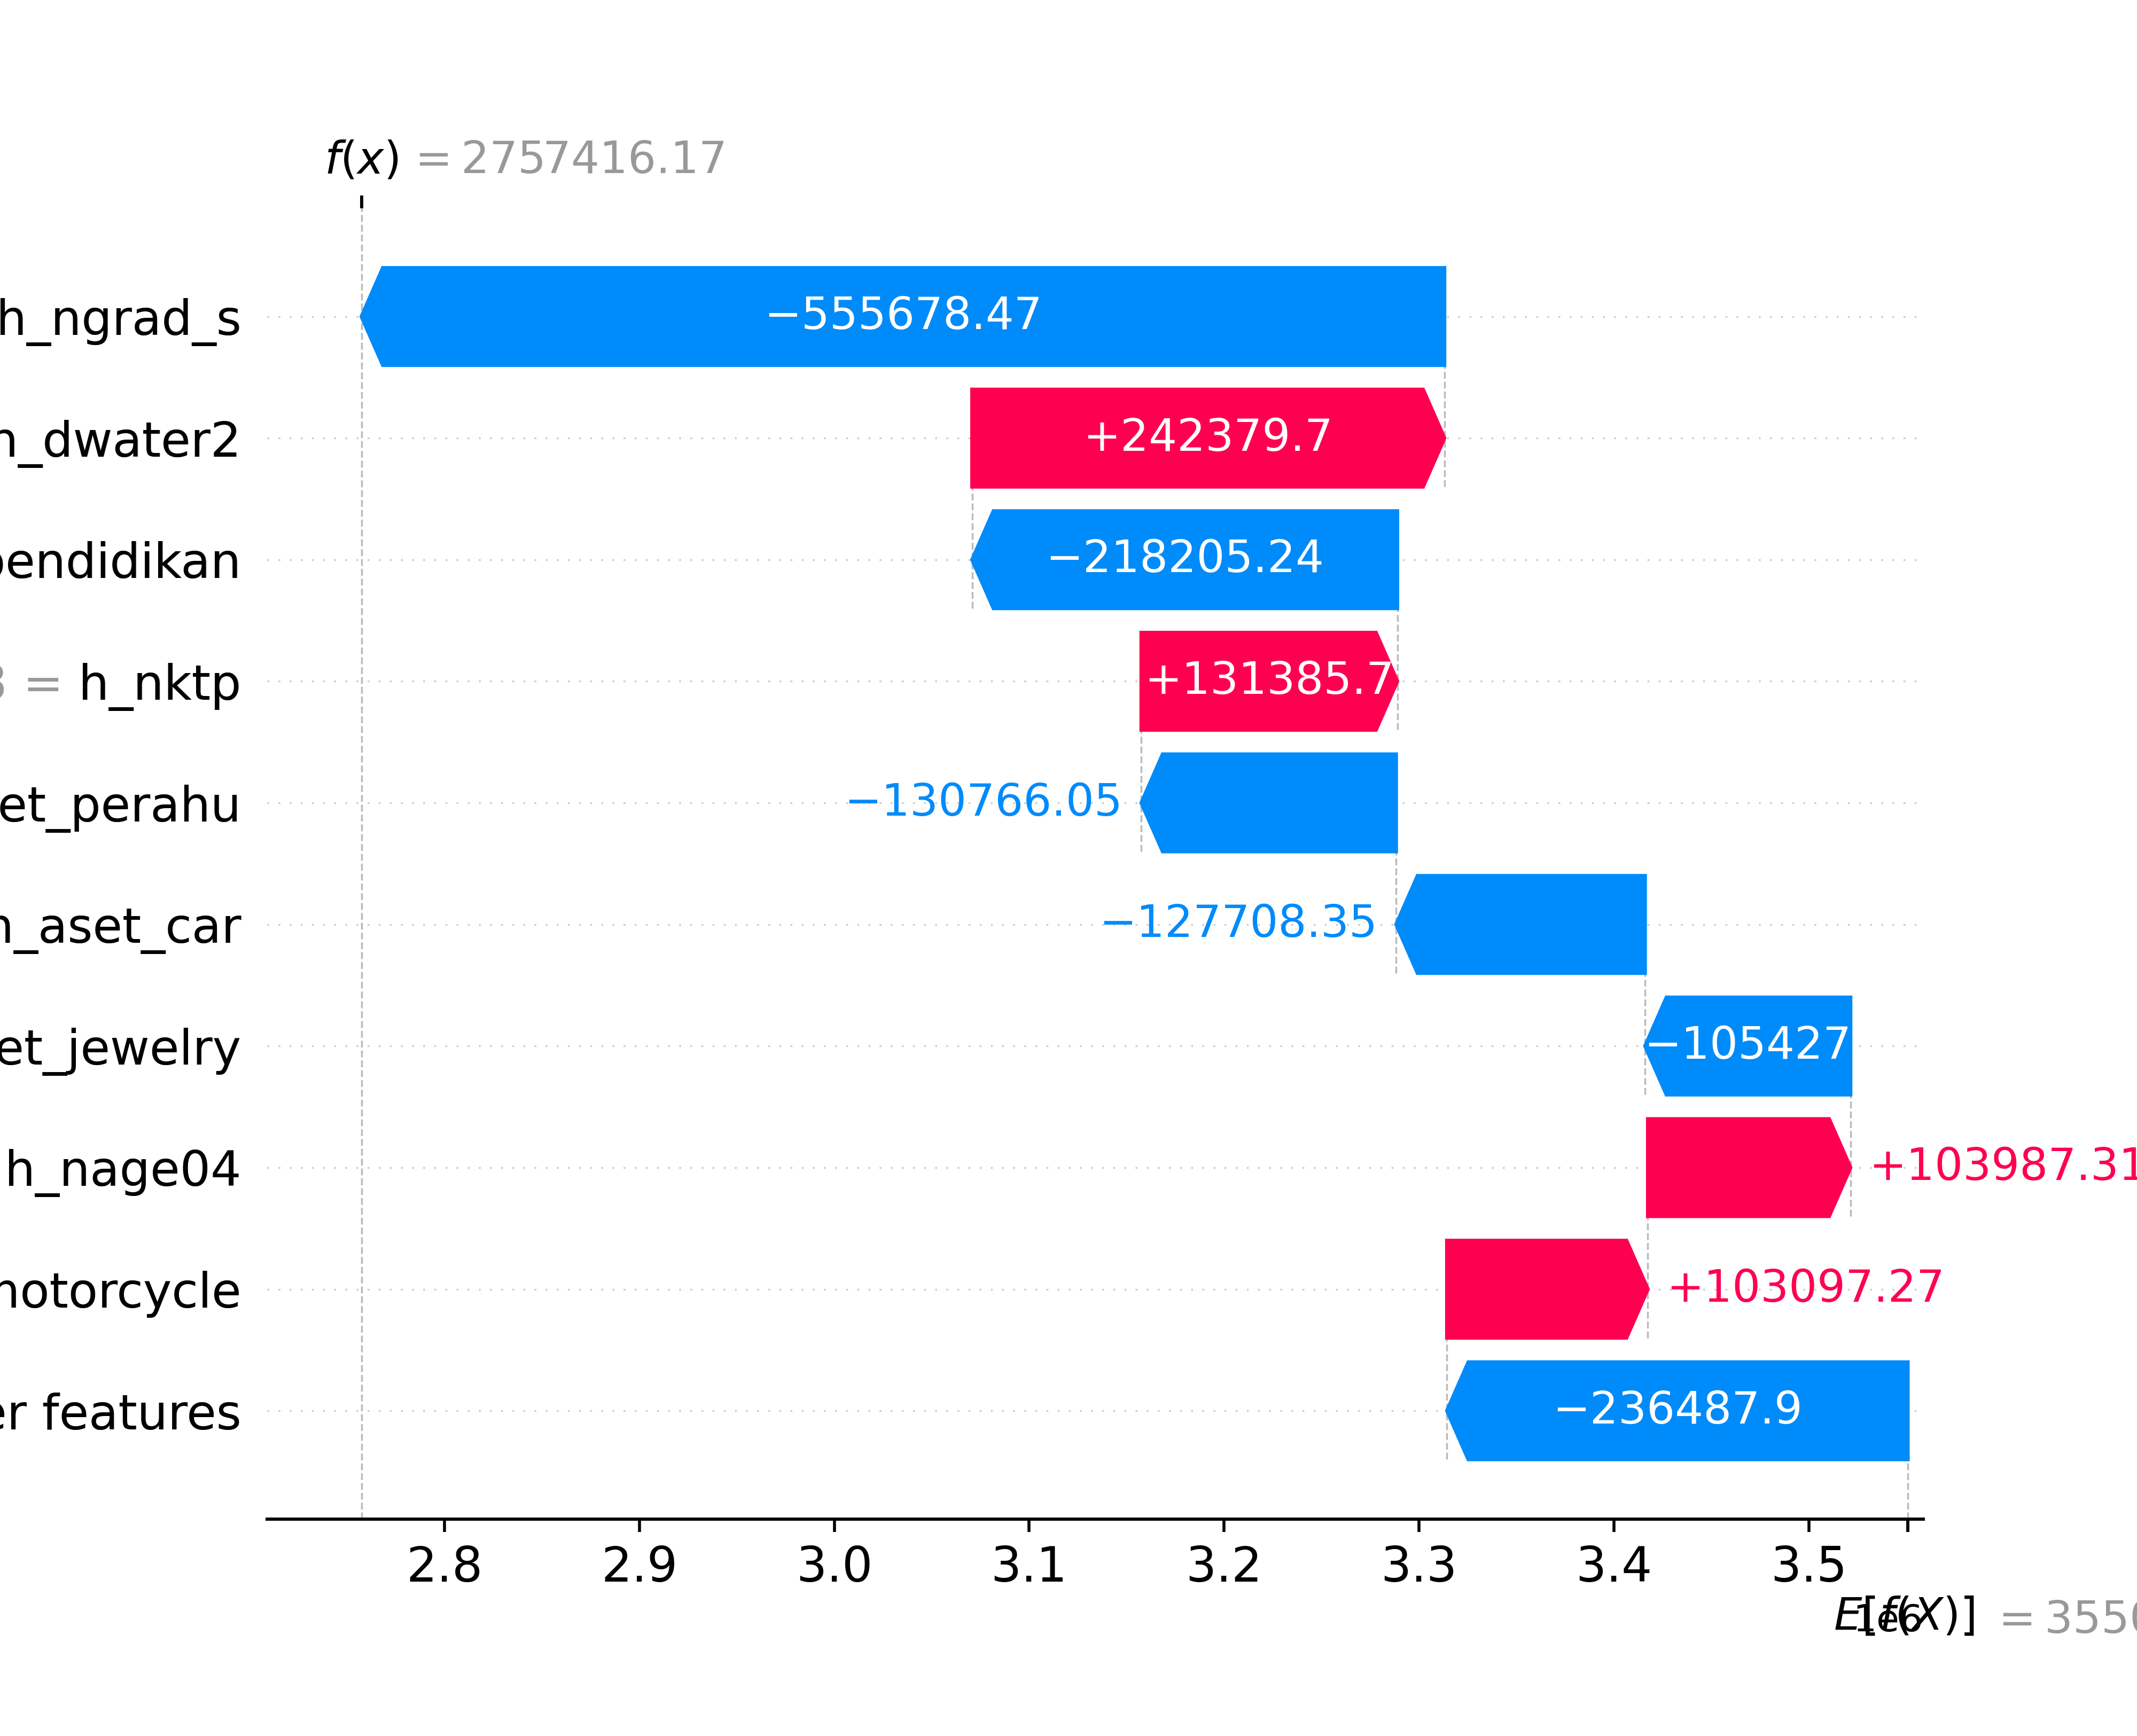 f(x) = 2757416.17
h_ngrad_s −555678.47
h_dwater2 +242379.7
pendidikan −218205.24
= h_nktp +131385.7
et_perahu −130766.05
h_aset_car −127708.35
et_jewelry −105427
h_nage04 +103987.31
motorcycle +103097.27
er features −236487.9
2.8 2.9 3.0 3.1 3.2 3.3 3.4 3.5
1e6
E[f(X)] = 3550